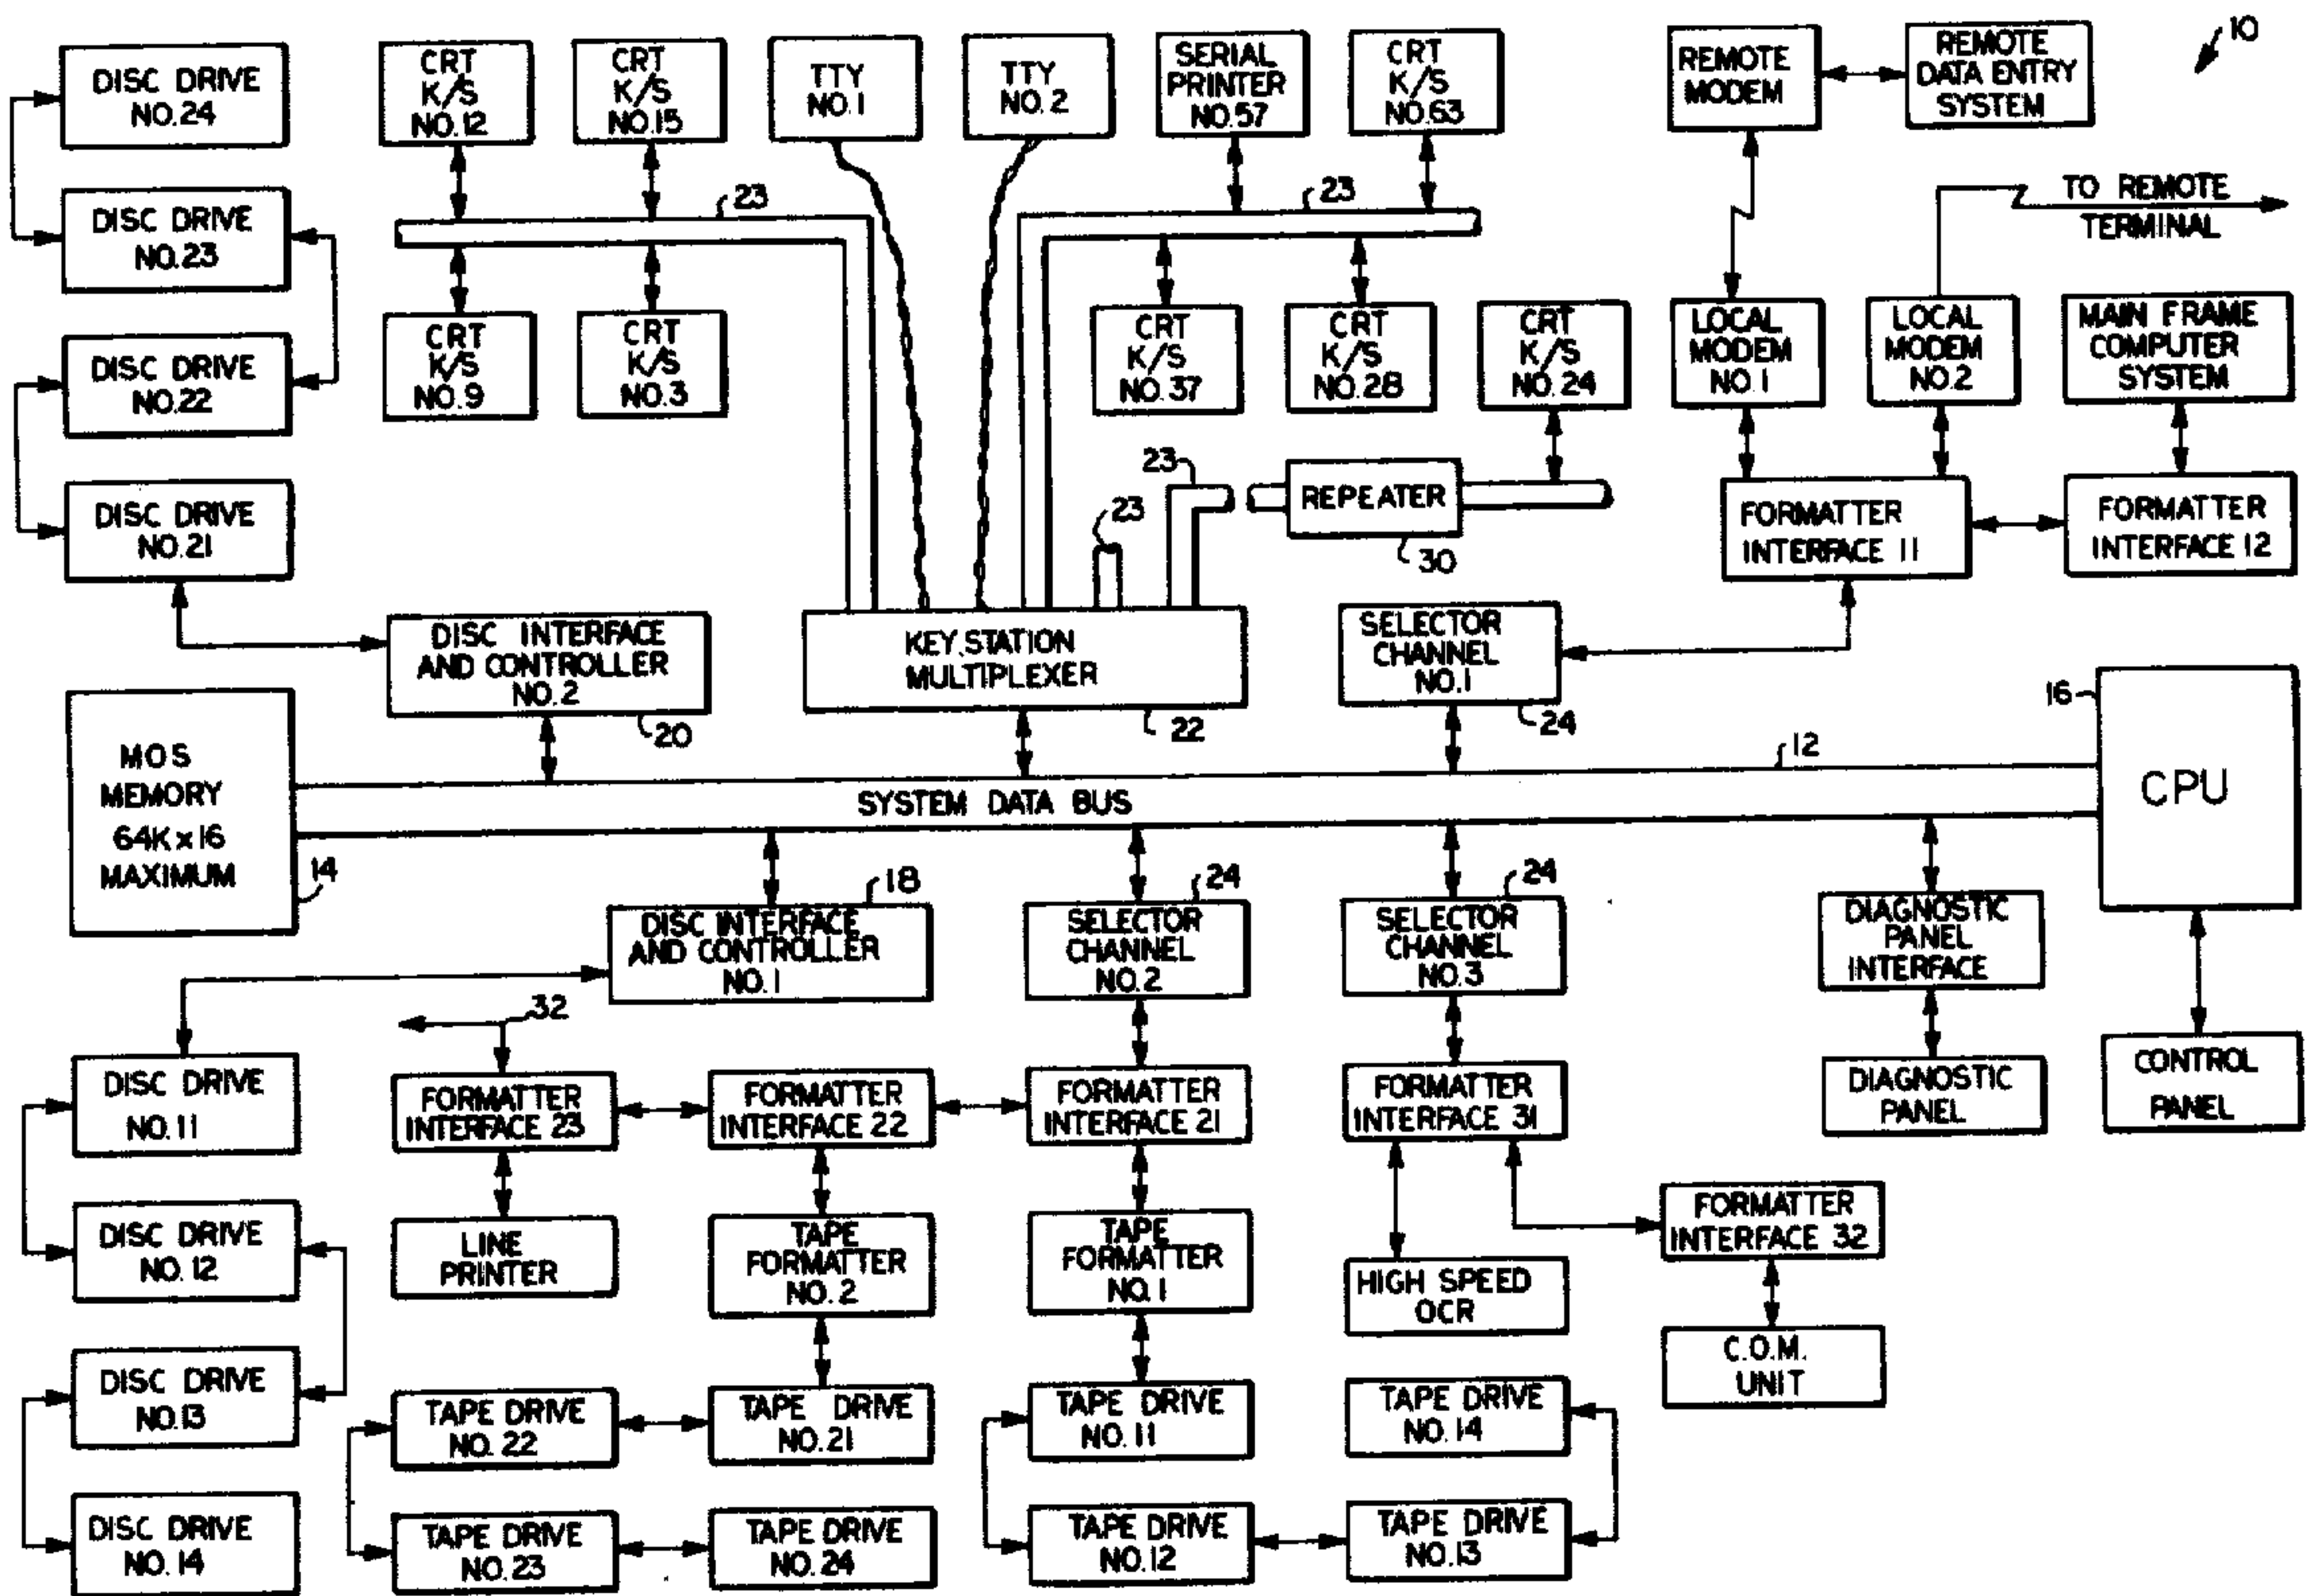 10
DISC DRIVE
NO.24
CRT
K/S
NO.12
CRT
K/S
NO.15
TTY
NO.1
TTY
NO.2
SERIAL
PRINTER
NO.57
CRT
K/S
NO.63
REMOTE
MODEM
REMOTE
DATA ENTRY
SYSTEM
DISC DRIVE
NO.23
23
23
TO REMOTE
TERMINAL
DISC DRIVE
NO.22
CRT
K/S
NO.9
CRT
K/S
NO.3
CRT
K/S
NO.37
CRT
K/S
NO.28
CRT
K/S
NO.24
LOCAL
MODEM
NO.1
LOCAL
MODEM
NO.2
MAIN FRAME
COMPUTER
SYSTEM
DISC DRIVE
NO.21
23
23
REPEATER
30
FORMATTER
INTERFACE 11
FORMATTER
INTERFACE 12
DISC INTERFACE
AND CONTROLLER
NO.2
20
KEY.STATION
MULTIPLEXER
22
SELECTOR
CHANNEL
NO.1
24
MOS
MEMORY
64K x 16
MAXIMUM
14
SYSTEM DATA BUS
12
16
CPU
DISC INTERFACE
AND CONTROLLER
NO.1
18
SELECTOR
CHANNEL
NO.2
24
SELECTOR
CHANNEL
NO.3
24
DIAGNOSTIC
PANEL
INTERFACE
32
DISC DRIVE
NO.11
FORMATTER
INTERFACE 23
FORMATTER
INTERFACE 22
FORMATTER
INTERFACE 21
FORMATTER
INTERFACE 31
DIAGNOSTIC
PANEL
CONTROL
PANEL
DISC DRIVE
NO.12
LINE
PRINTER
TAPE
FORMATTER
NO.2
TAPE
FORMATTER
NO.1
HIGH SPEED
OCR
FORMATTER
INTERFACE 32
C.O.M.
UNIT
DISC DRIVE
NO.13
TAPE DRIVE
NO.22
TAPE DRIVE
NO.21
TAPE DRIVE
NO.11
TAPE DRIVE
NO.14
DISC DRIVE
NO.14
TAPE DRIVE
NO.23
TAPE DRIVE
NO.24
TAPE DRIVE
NO.12
TAPE DRIVE
NO.13